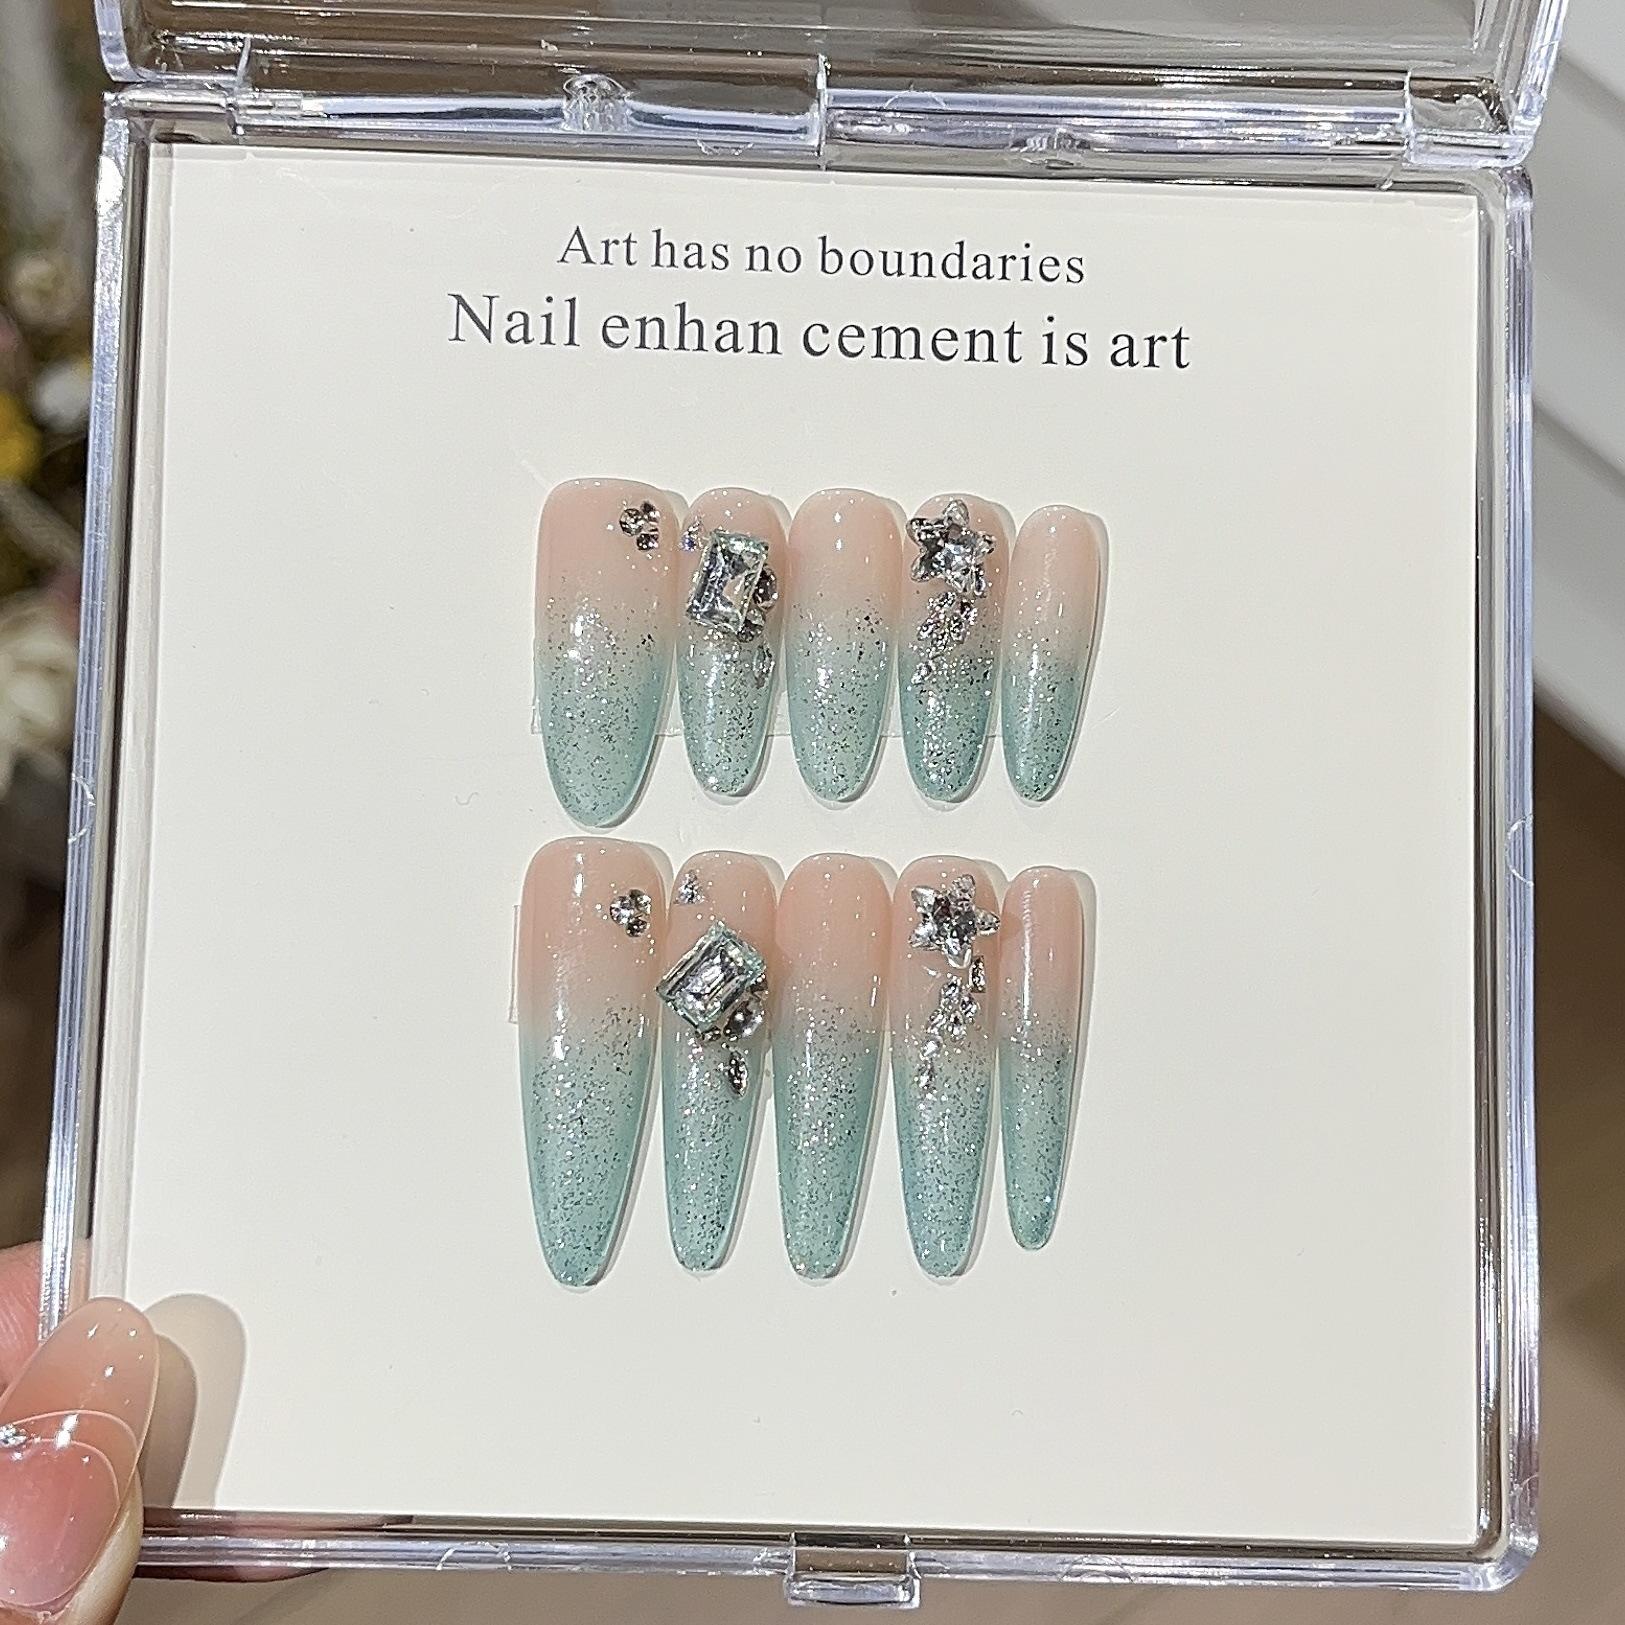 Art has no boundaries
Nail enhan cement is art